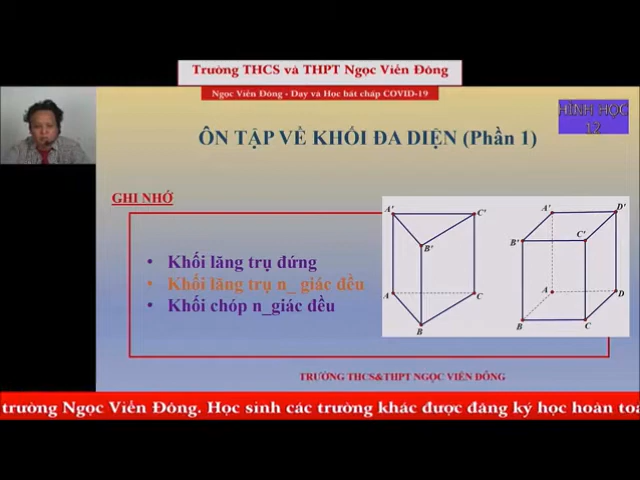 Trường THCS và THPT Ngọc Viễn Đông
Ngọc Viễn Đông - Dạy và Học bất chấp COVID-19
HÌNH HỌC
12
ÔN TẬP VỀ KHỐI ĐA DIỆN (Phần 1)
GHI NHỚ
• Khối lăng trụ đứng
• Khối lăng trụ n_ giác đều
• Khối chóp n_giác đều
A' C'
B'
A C
B
A' D'
B' C'
A D
B C
TRƯỜNG THCS&THPT NGỌC VIỄN ĐÔNG
trường Ngọc Viễn Đông. Học sinh các trường khác được đăng ký học hoàn toà